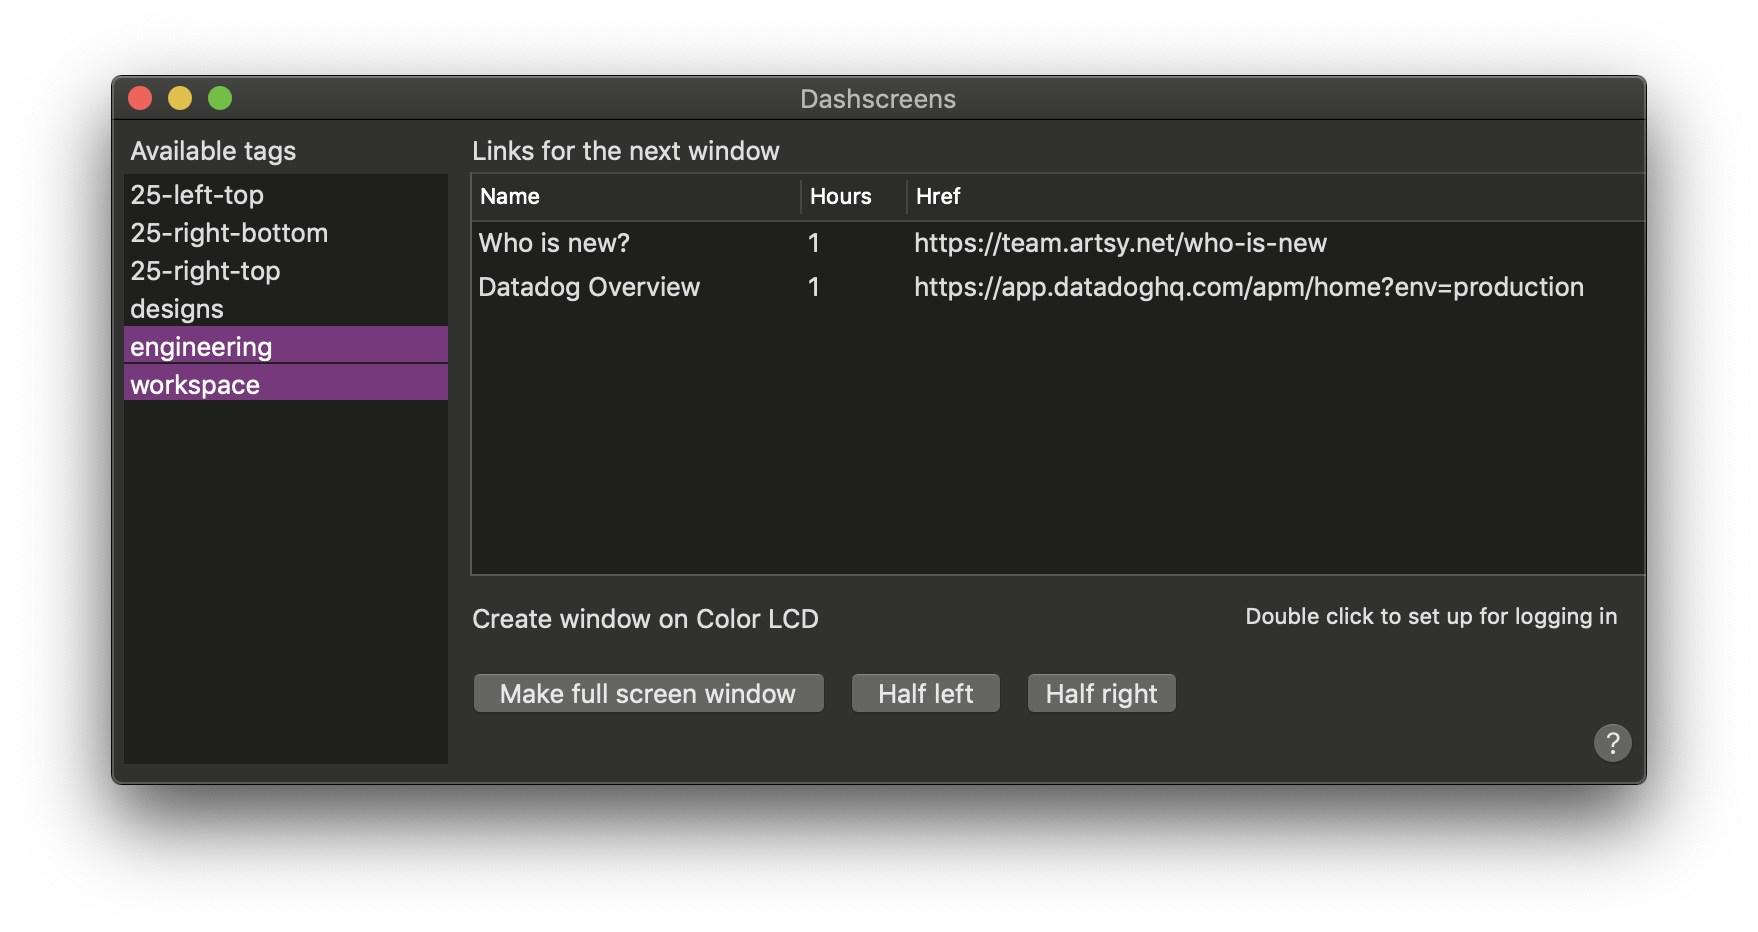 Dashscreens
Available tags
25-left-top
25-right-bottom
25-right-top
designs
engineering
workspace
Links for the next window
Name Hours Href
Who is new? 1 https://team.artsy.net/who-is-new
Datadog Overview 1 https://app.datadoghq.com/apm/home?env=production
Create window on Color LCD
Double click to set up for logging in
Make full screen window Half left Half right
?